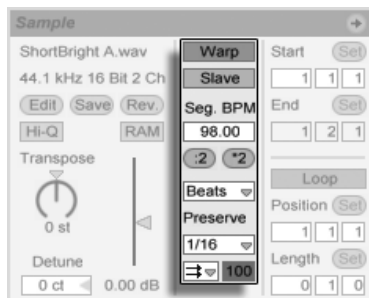 Sample
ShortBright A.wav
44.1 kHz 16 Bit 2 Ch
Edit Save Rev.
Hi-Q RAM
Transpose
0 st
Detune
0 ct 0.00 dB
Warp
Slave
Seg. BPM
98.00
:2 *2
Beats
Preserve
1/16
100
Start Set
1 1 1
End Set
1 2 1
Loop
Position Set
1 1 1
Length Set
0 1 0